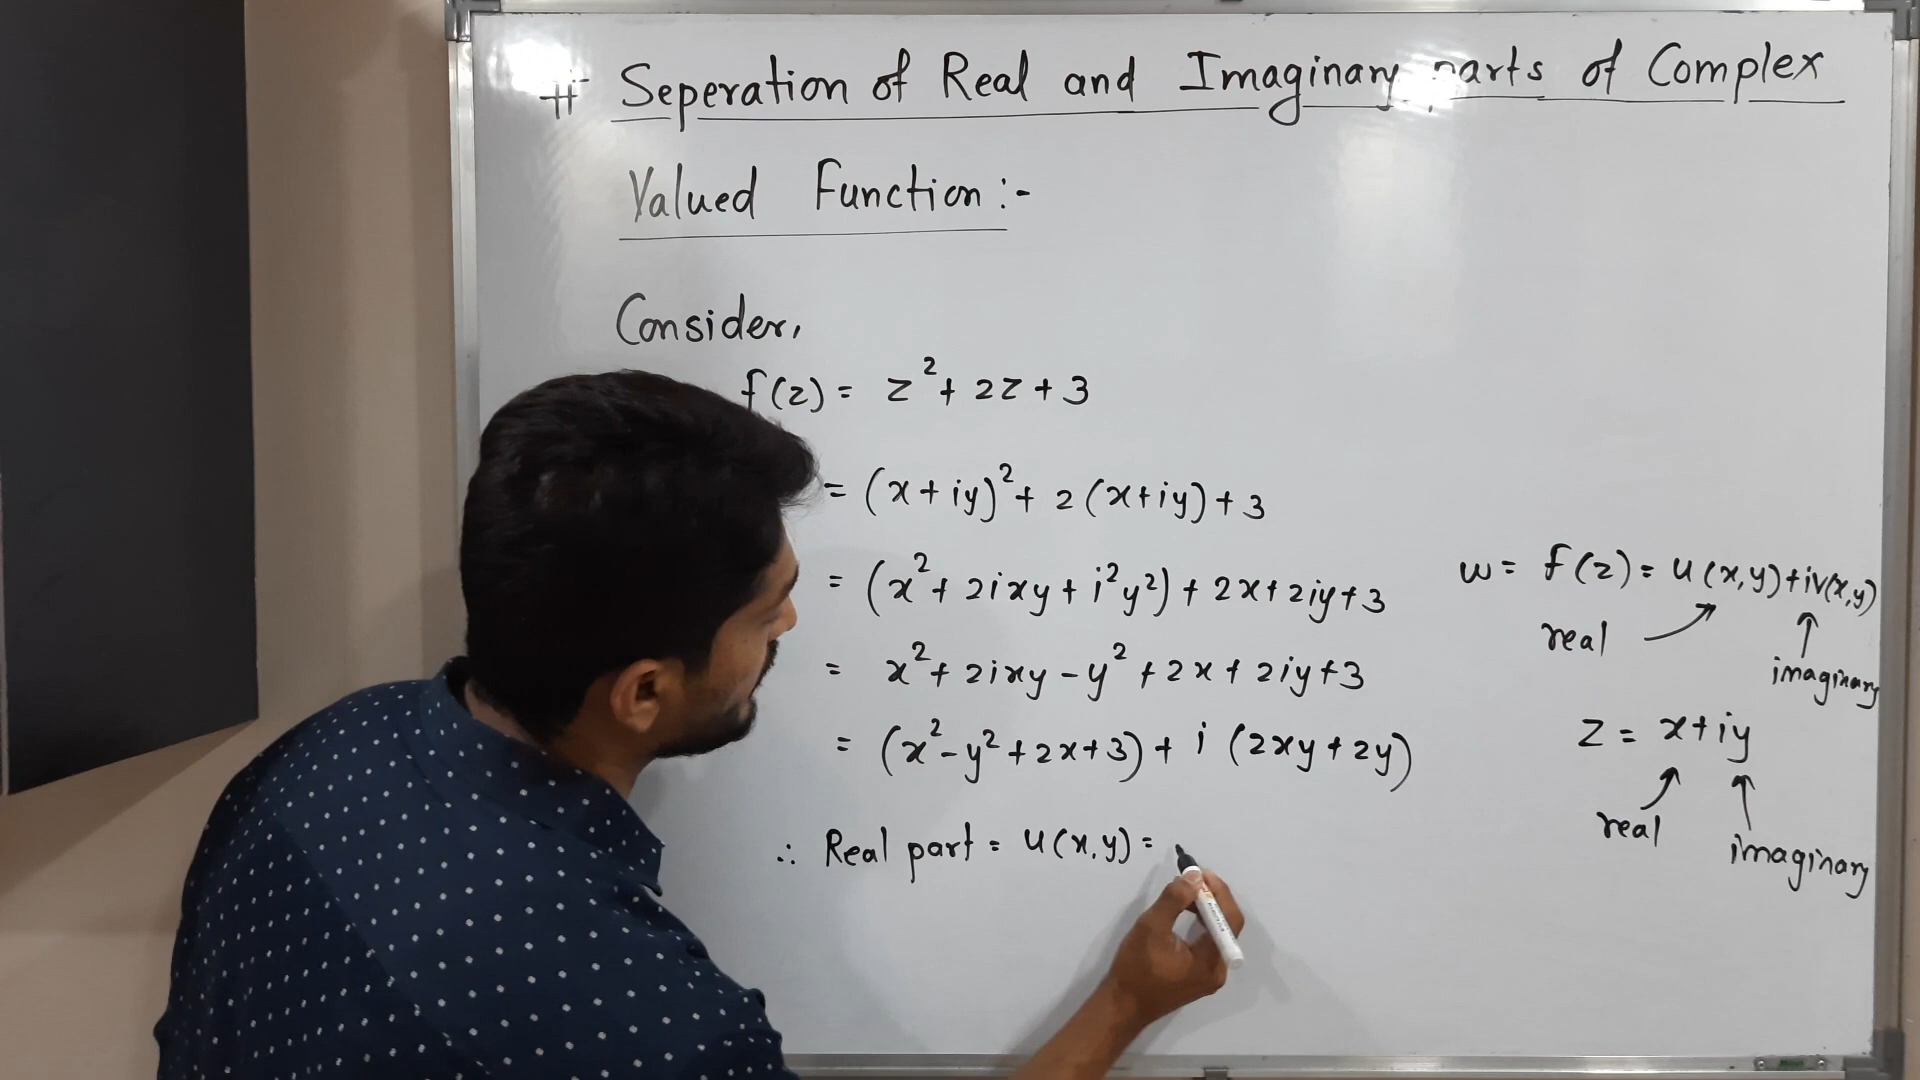 # Seperation of Real and Imaginary parts of Complex
Valued Function :-
Consider,
f(z) = z² + 2z + 3
= (x + iy)² + 2(x+iy) + 3
= (x² + 2ixy + i²y²) + 2x + 2iy + 3
= x² + 2ixy - y² + 2x + 2iy + 3
= (x² - y² + 2x + 3) + i (2xy + 2y)
∴ Real part = u(x,y) =
w = f(z) = u(x,y) + iv(x,y)
real
imaginary
z = x + iy
real
imaginary